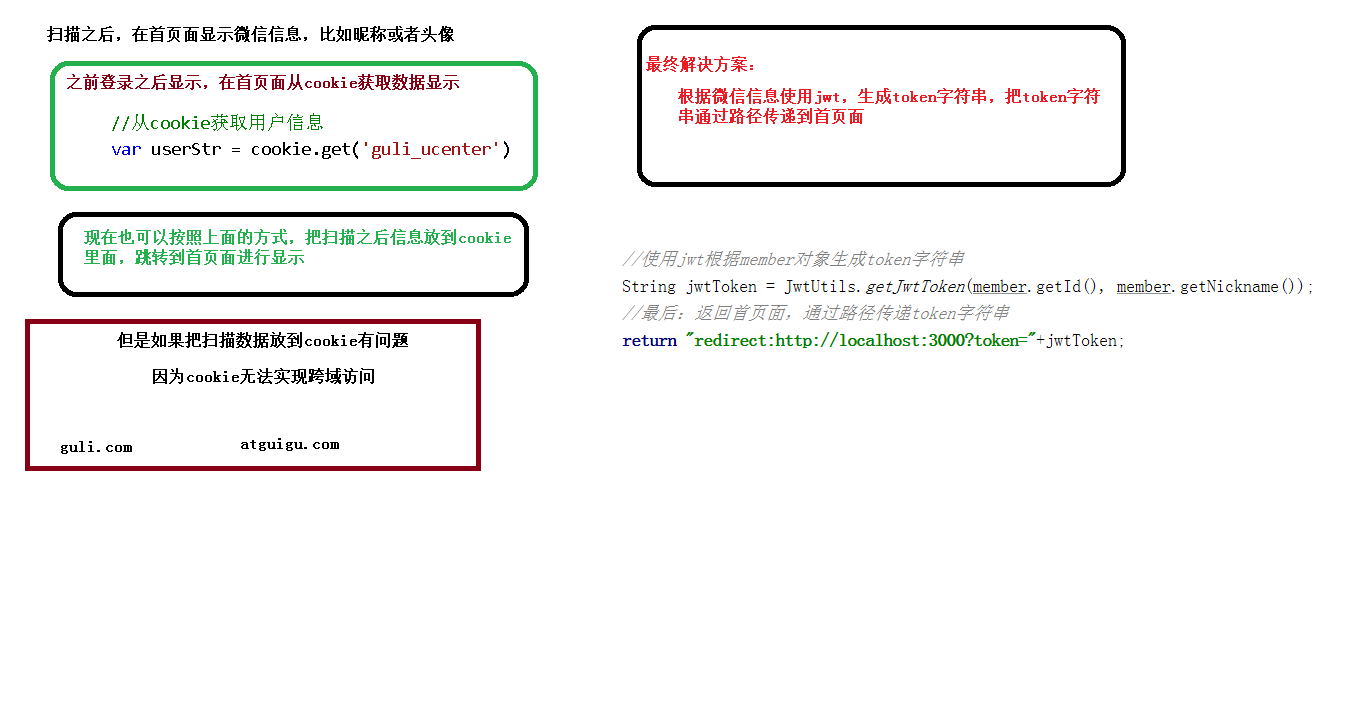 扫描之后，在首页面显示微信信息，比如昵称或者头像
之前登录之后显示，在首页面从cookie获取数据显示
//从cookie获取用户信息
var userStr = cookie.get('guli_ucenter')
现在也可以按照上面的方式，把扫描之后信息放到cookie
里面，跳转到首页面进行显示
但是如果把扫描数据放到cookie有问题
因为cookie无法实现跨域访问
guli.com
atguigu.com
最终解决方案：
根据微信信息使用jwt，生成token字符串，把token字符
串通过路径传递到首页面
//使用jwt根据member对象生成token字符串
String jwtToken = JwtUtils.getJwtToken(member.getId(), member.getNickname());
//最后：返回首页面，通过路径传递token字符串
return "redirect:http://localhost:3000?token="+jwtToken;